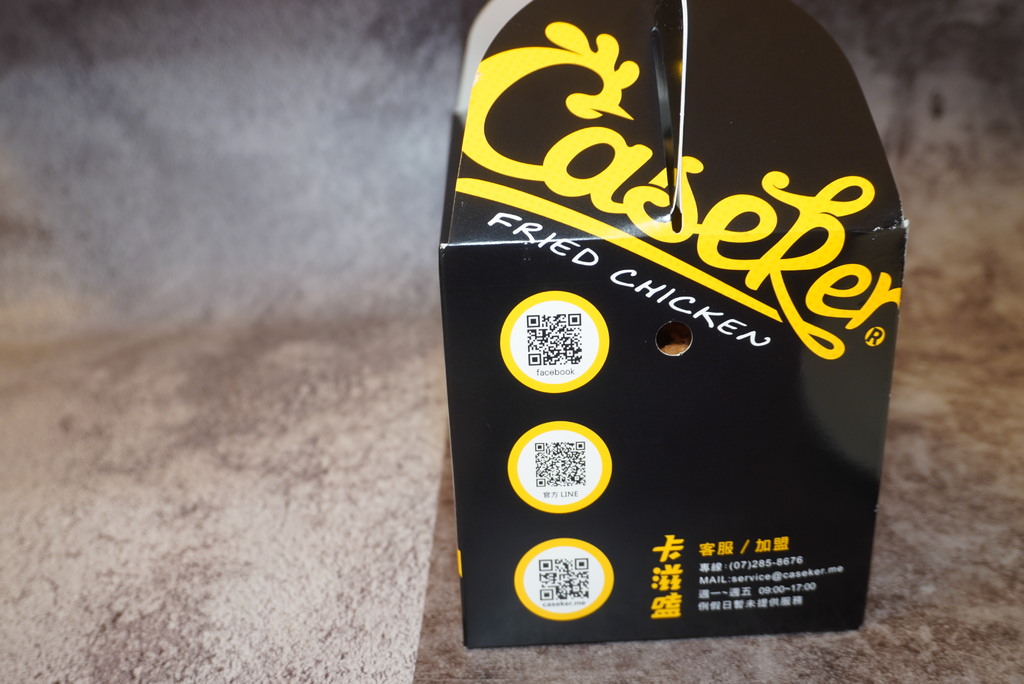 Caseker®
FRIED CHICKEN
facebook
官方 LINE
caseker.me
卡滋嗑
客服 / 加盟
專線:(07)285-8676
MAIL:service@caseker.me
週一~週五 09:00~17:00
例假日暫未提供服務